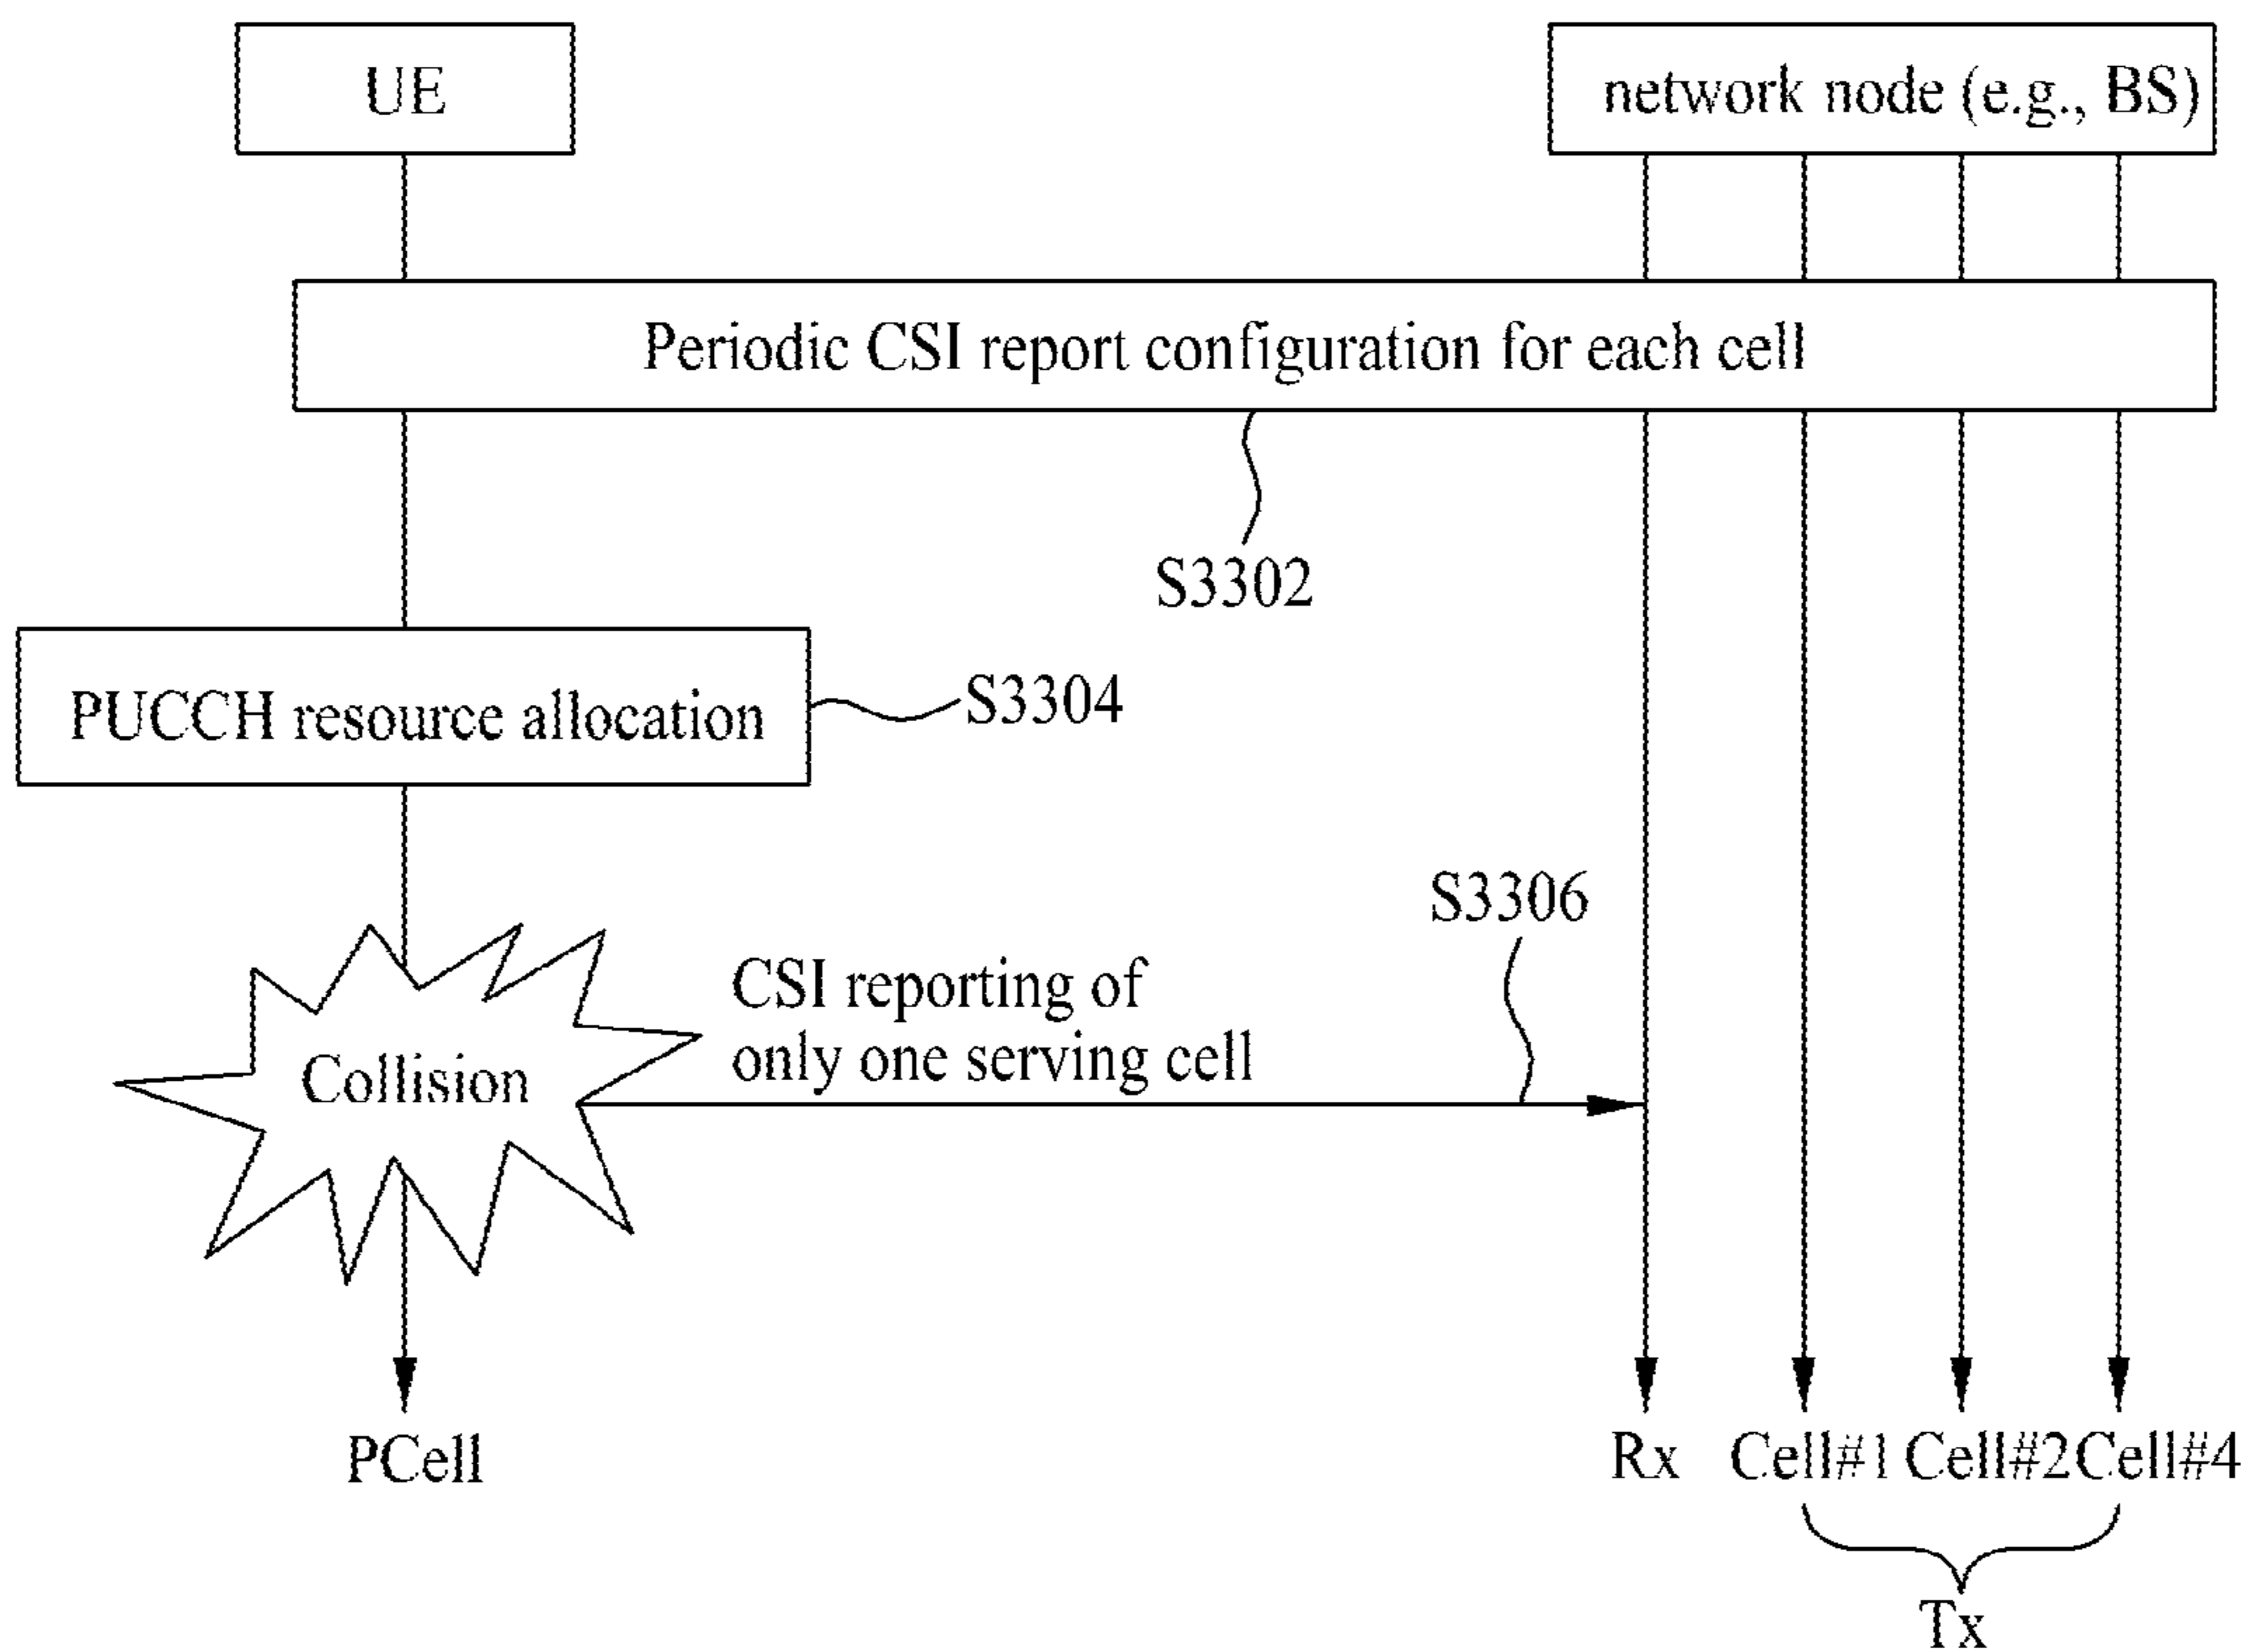 UE
network node (e.g., BS)
Periodic CSI report configuration for each cell
S3302
PUCCH resource allocation
S3304
S3306
CSI reporting of
only one serving cell
Collision
PCell
Rx
Cell#1
Cell#2
Cell#4
Tx